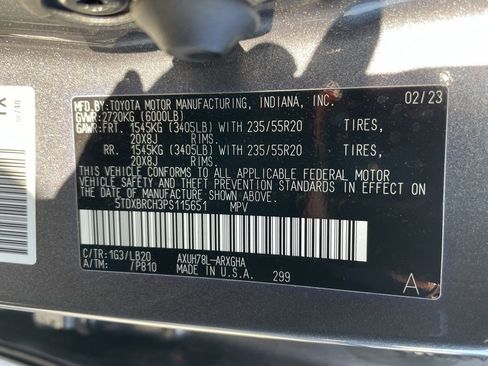 MFD.BY:TOYOTA MOTOR MANUFACTURING, INDIANA, INC. 02/23
GVWR:2720KG (6000LB)
GAWR:FRT. 1545KG (3405LB) WITH 235/55R20 TIRES,
20X8J RIMS.
RR. 1545KG (3405LB) WITH 235/55R20 TIRES,
20X8J RIMS.
THIS VEHICLE CONFORMS TO ALL APPLICABLE FEDERAL MOTOR
VEHICLE SAFETY AND THEFT PREVENTION STANDARDS IN EFFECT
ON THE DATE OF MANUFACTURE SHOWN ABOVE.
5TDXBRCH3PS115651 MPV
C/TR:1G3/LB20 AXUH78L-ARXGHA
A/TM: /P810 MADE IN U.S.A. 299 A